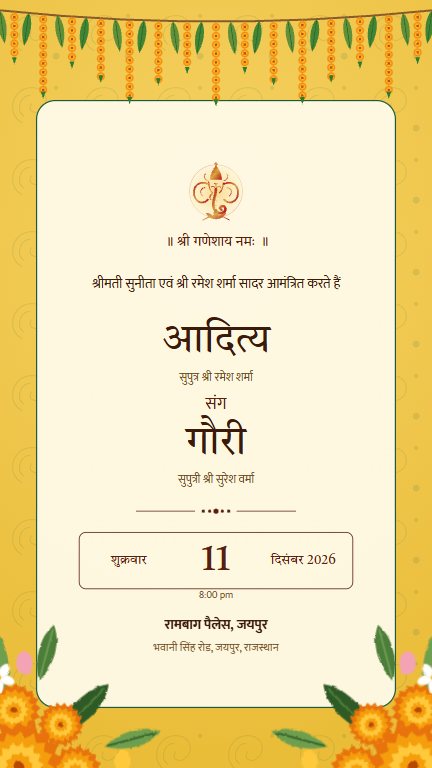 ॥ श्री गणेशाय नमः ॥
श्रीमती सुनीता एवं श्री रमेश शर्मा सादर आमंत्रित करते हैं
आदित्य
सुपुत्र श्री रमेश शर्मा
संग
गौरी
सुपुत्री श्री सुरेश वर्मा
शुक्रवार 11 दिसंबर 2026
8:00 pm
रामबाग पैलेस, जयपुर
भवानी सिंह रोड, जयपुर, राजस्थान